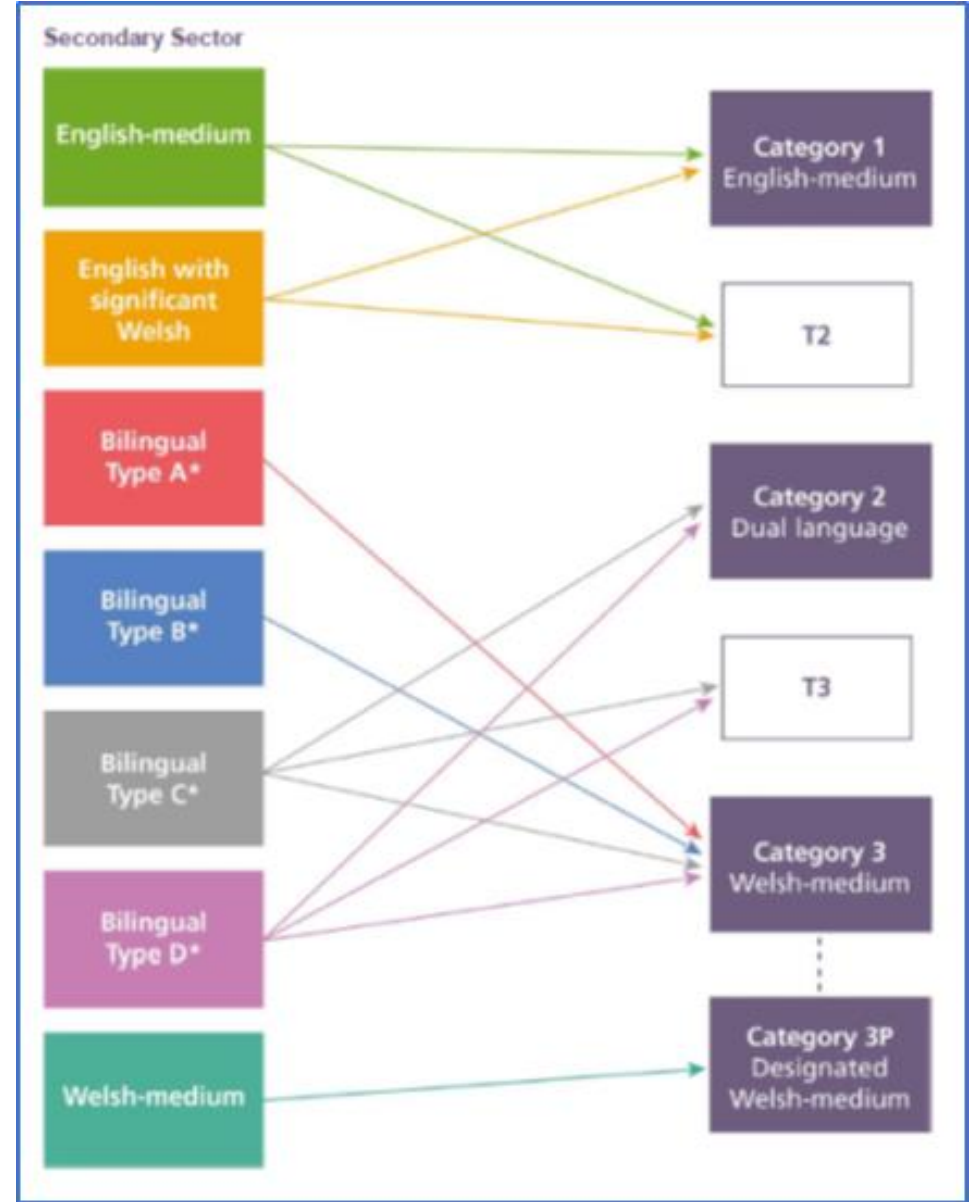 Secondary Sector
English-medium
English with
significant
Welsh
Bilingual
Type A*
Bilingual
Type B*
Bilingual
Type C*
Bilingual
Type D*
Welsh-medium
Category 1
English-medium
T2
Category 2
Dual language
T3
Category 3
Welsh-medium
Category 3P
Designated
Welsh-medium